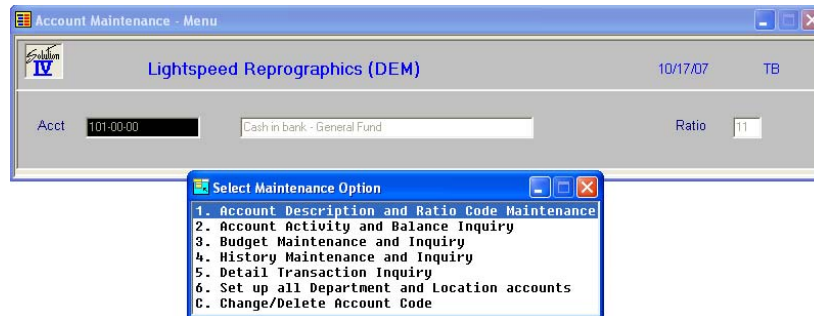 Account Maintenance - Menu
Solution IV
Lightspeed Reprographics (DEM) 10/17/07 TB
Acct 101-00-00 Cash in bank - General Fund Ratio 11
Select Maintenance Option
1. Account Description and Ratio Code Maintenance
2. Account Activity and Balance Inquiry
3. Budget Maintenance and Inquiry
4. History Maintenance and Inquiry
5. Detail Transaction Inquiry
6. Set up all Department and Location accounts
C. Change/Delete Account Code